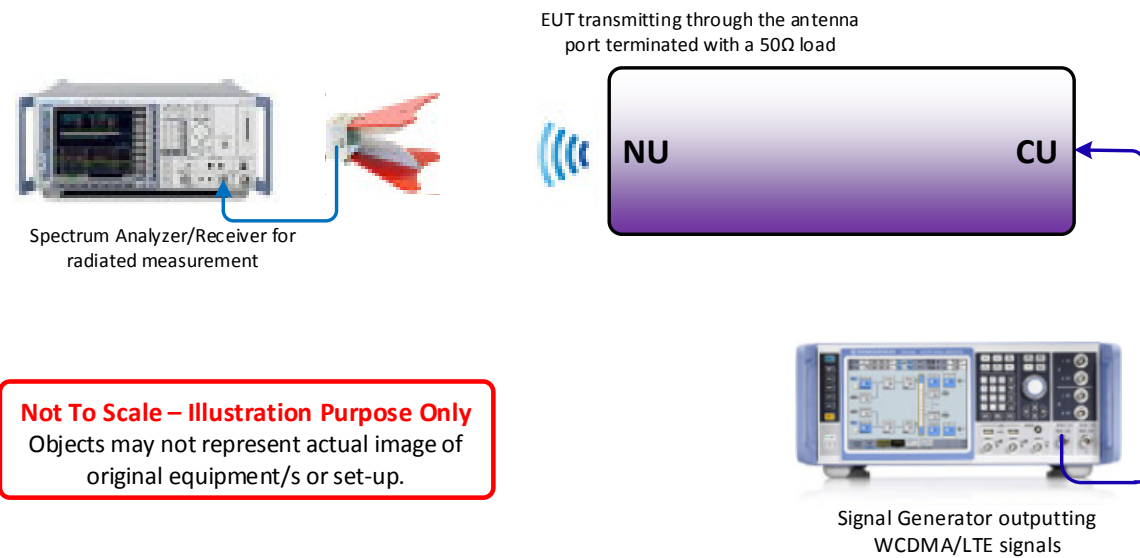 EUT transmitting through the antenna
port terminated with a 50Ω load
NU
CU
Spectrum Analyzer/Receiver for
radiated measurement
Not To Scale – Illustration Purpose Only
Objects may not represent actual image of
original equipment/s or set-up.
Signal Generator outputting
WCDMA/LTE signals